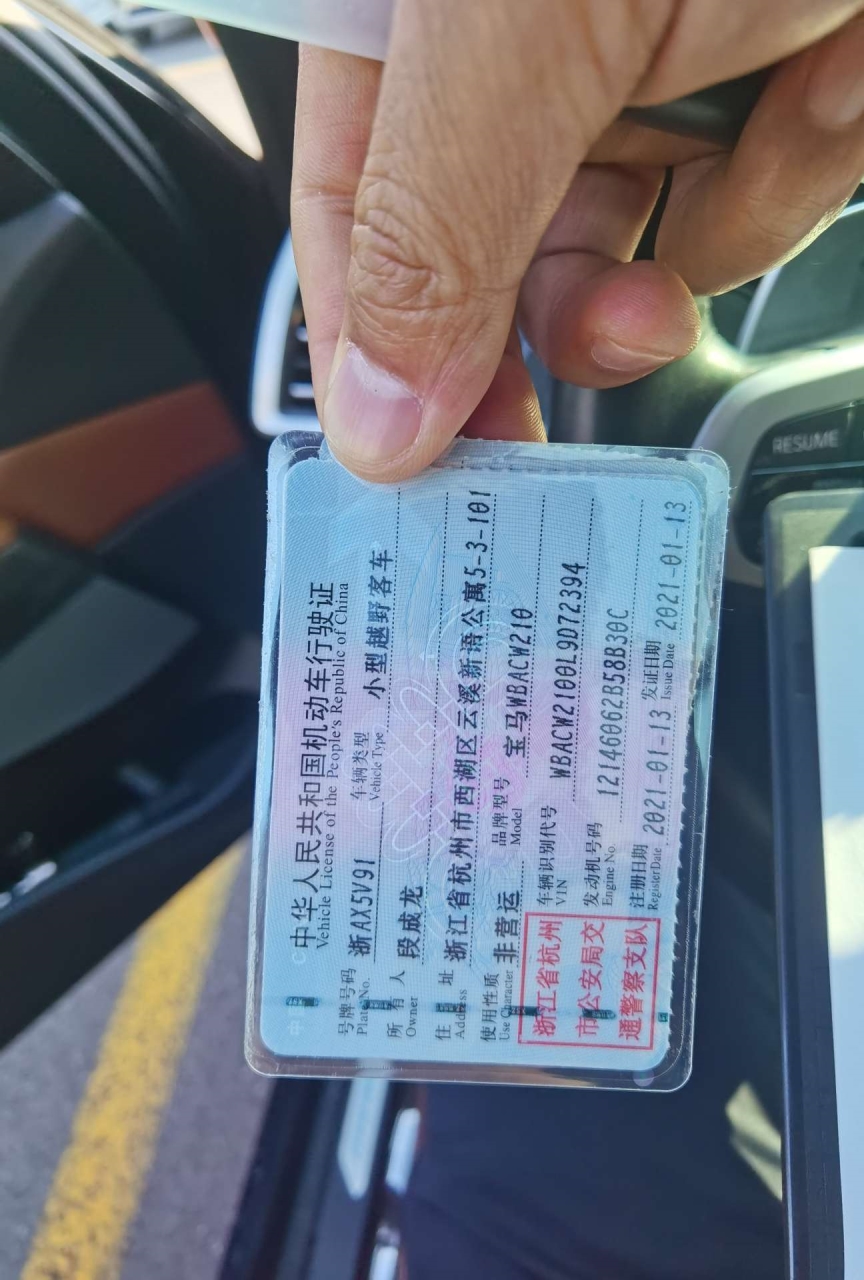 中华人民共和国机动车行驶证
Vehicle License of the People's Republic of China
号牌号码 浙AX5V91 车辆类型 小型越野客车
Plate No. Vehicle Type
所有人 段成龙
Owner
住址 浙江省杭州市西湖区云溪新语公寓5-3-101
Address
使用性质 非营运 品牌型号 宝马WBACW210
Use Character Model
车辆识别代号 WBACW2100L9D72394
VIN
发动机号码 12146062B58B30C
Engine No.
注册日期 2021-01-13 发证日期 2021-01-13
Register Date Issue Date
浙江省杭州
市公安局交
通警察支队
RESUME